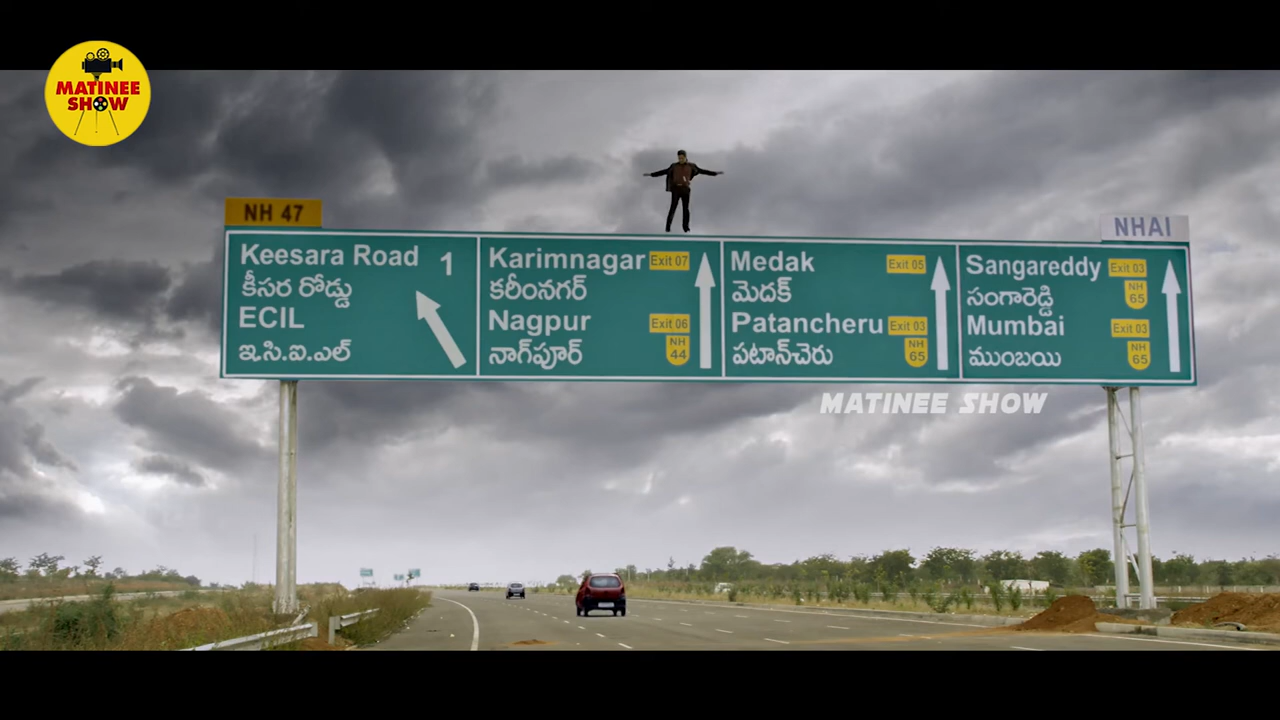 MATINEE
SHOW
NH 47
NHAI
Keesara Road 1
కీసర రోడ్డు
ECIL
ఇ.సి.ఐ.ఎల్
Karimnagar Exit 07
కరీంనగర్
Nagpur Exit 06
నాగ్‌పూర్ NH 44
Medak Exit 05
మెదక్
Patancheru Exit 03
పటాన్‌చెరు NH 65
Sangareddy Exit 03
సంగారెడ్డి NH 65
Mumbai Exit 03
ముంబయి NH 65
MATINEE SHOW